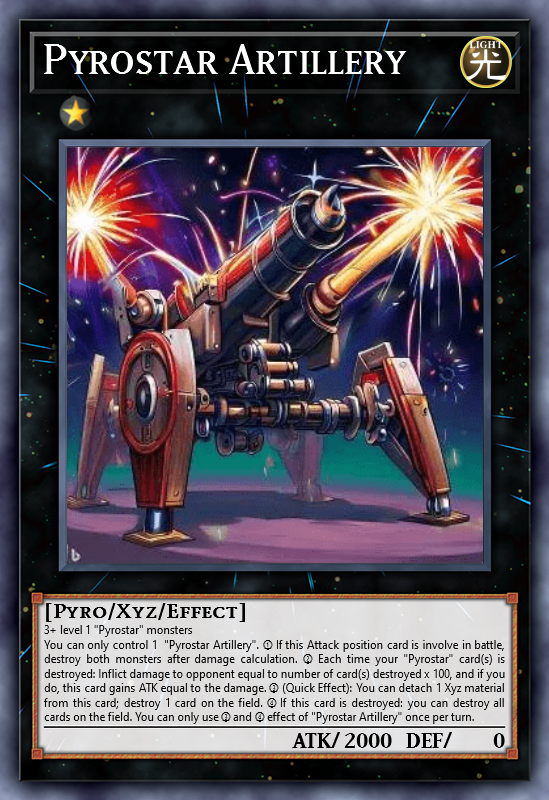 PYROSTAR ARTILLERY
LIGHT
光
[PYRO/XYZ/EFFECT]
3+ level 1 "Pyrostar" monsters
You can only control 1 "Pyrostar Artillery". ① If this Attack position card is involve in battle,
destroy both monsters after damage calculation. ② Each time your "Pyrostar" card(s) is
destroyed: Inflict damage to opponent equal to number of card(s) destroyed x 100, and if you
do, this card gains ATK equal to the damage. ③ (Quick Effect): You can detach 1 Xyz material
from this card; destroy 1 card on the field. ④ If this card is destroyed: you can destroy all
cards on the field. You can only use ③ and ④ effect of "Pyrostar Artillery" once per turn.
ATK/ 2000 DEF/ 0